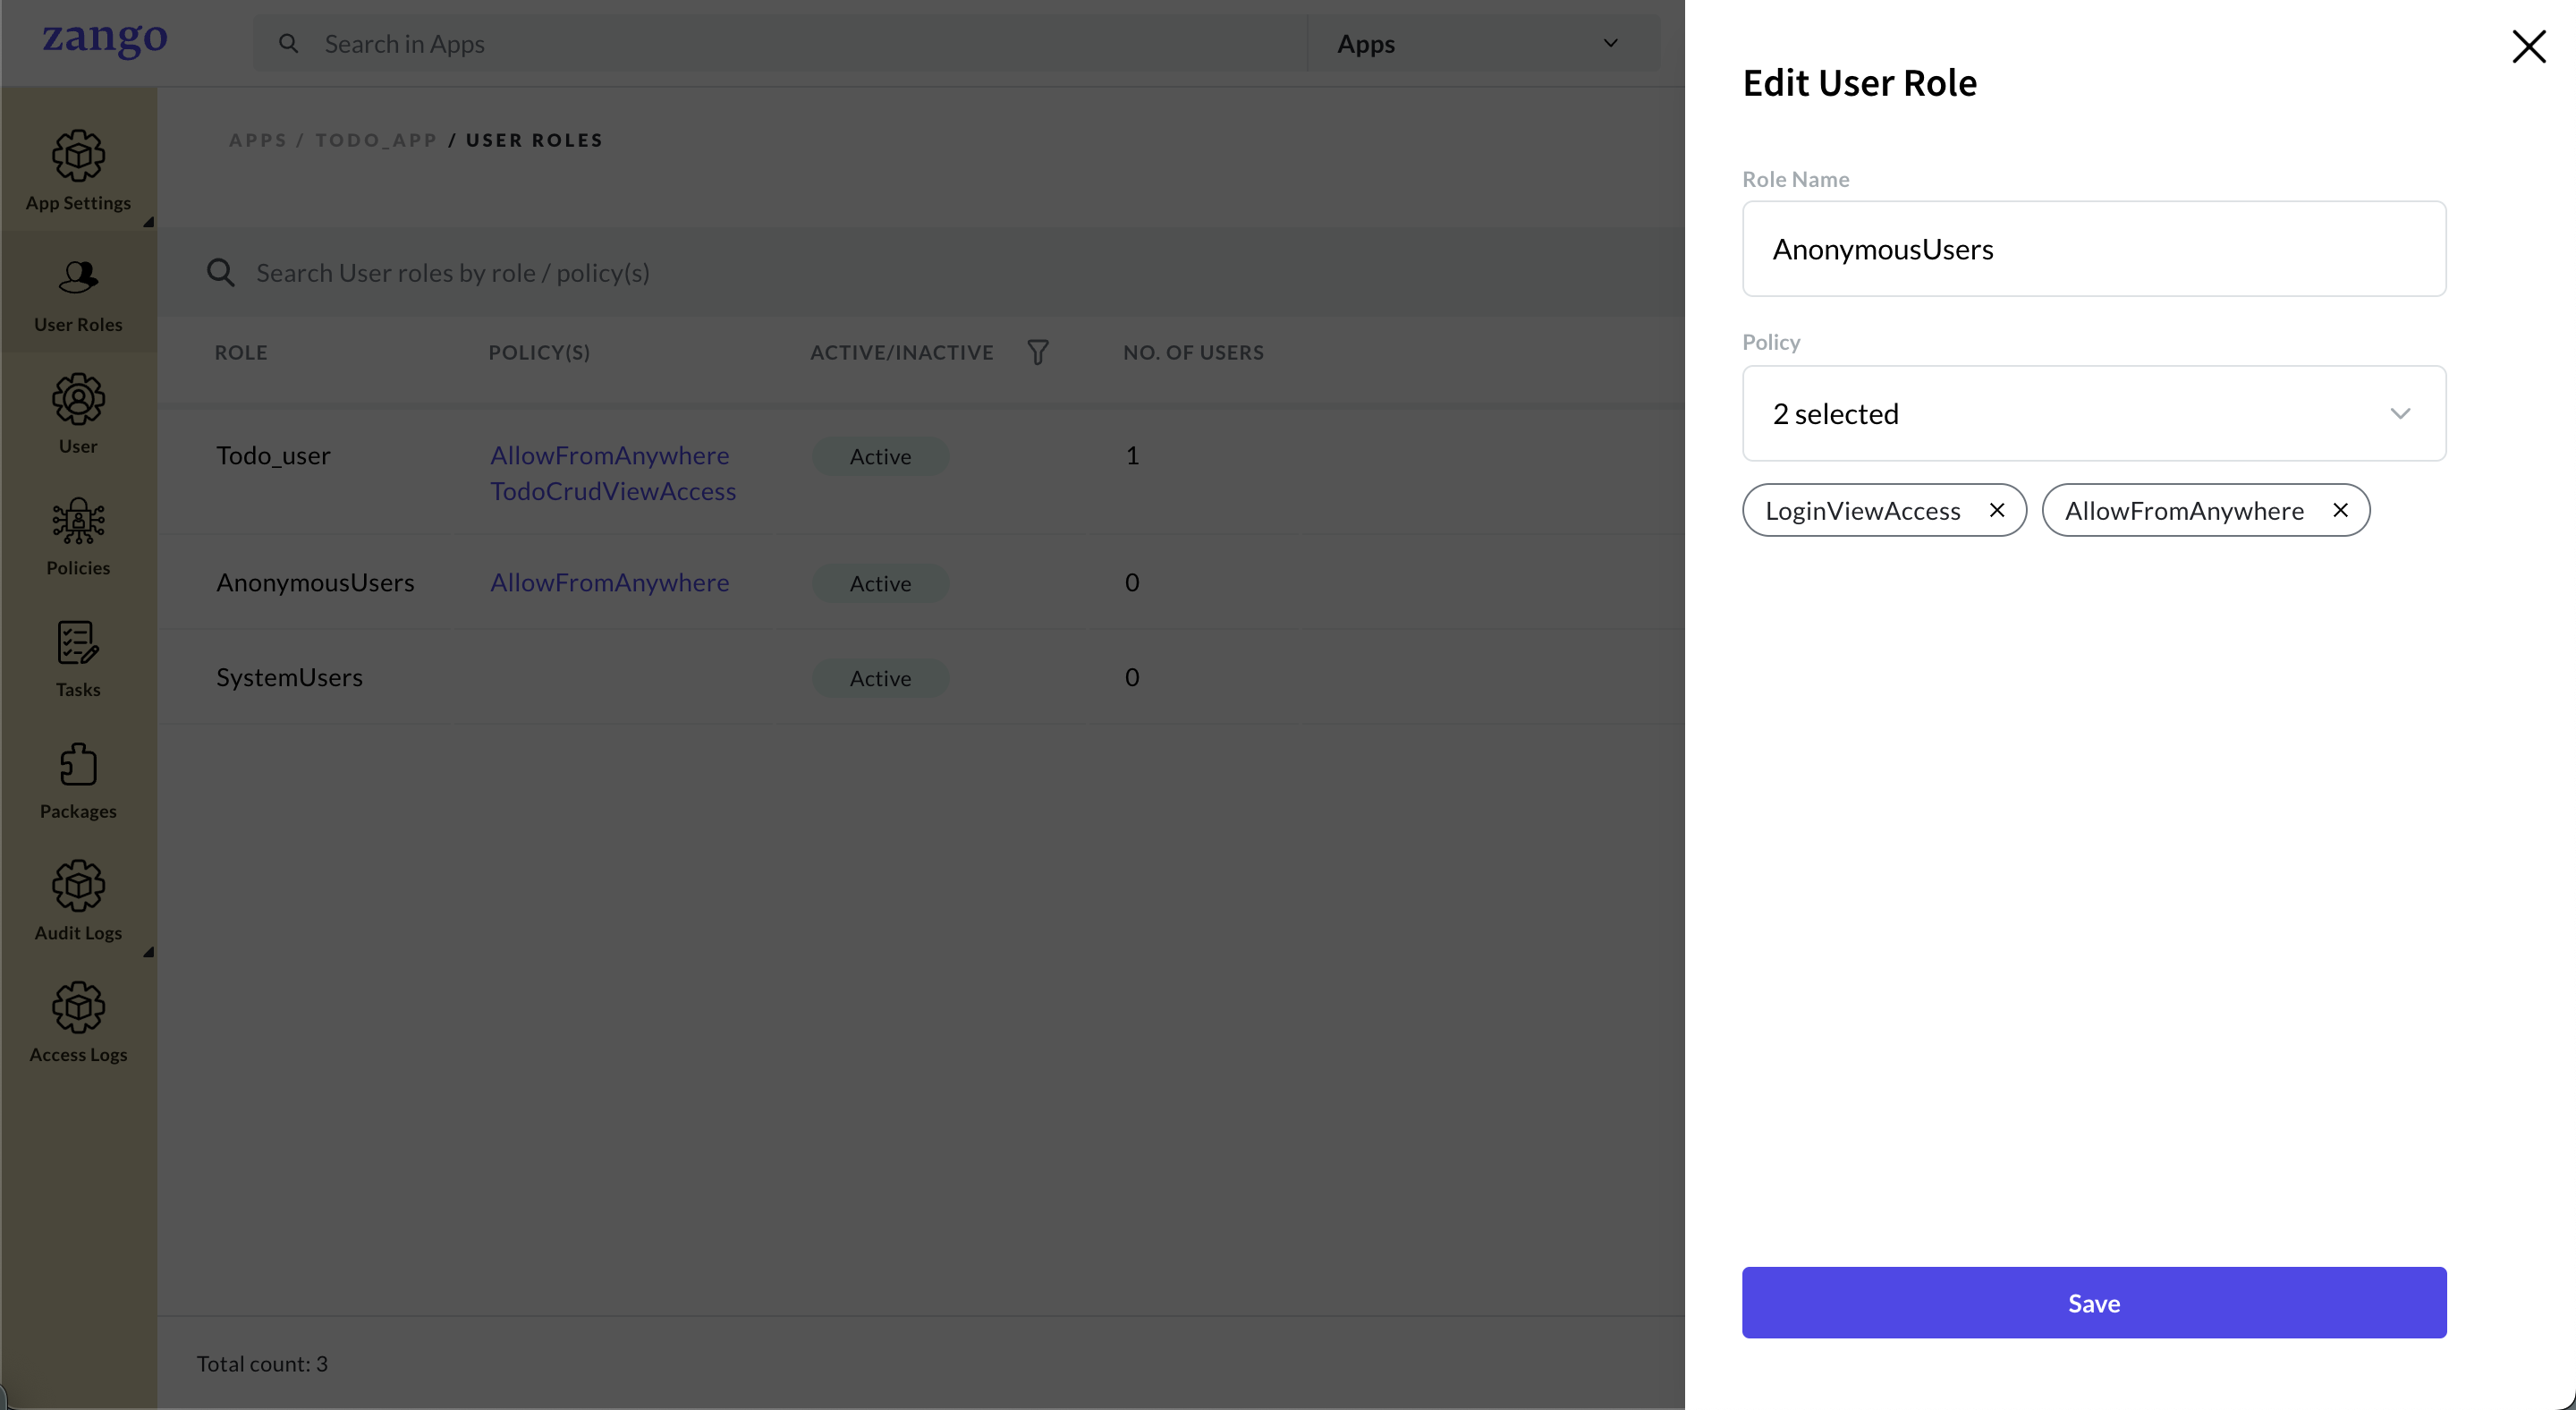 zango
Search in Apps
Apps
APPS / TODO_APP / USER ROLES
App Settings
User Roles
User
Policies
Tasks
Packages
Audit Logs
Access Logs
Search User roles by role / policy(s)
ROLE POLICY(S) ACTIVE/INACTIVE NO. OF USERS
Todo_user AllowFromAnywhere Active 1
TodoCrudViewAccess
AnonymousUsers AllowFromAnywhere Active 0
SystemUsers Active 0
Total count: 3
Edit User Role
Role Name
AnonymousUsers
Policy
2 selected
LoginViewAccess AllowFromAnywhere
Save